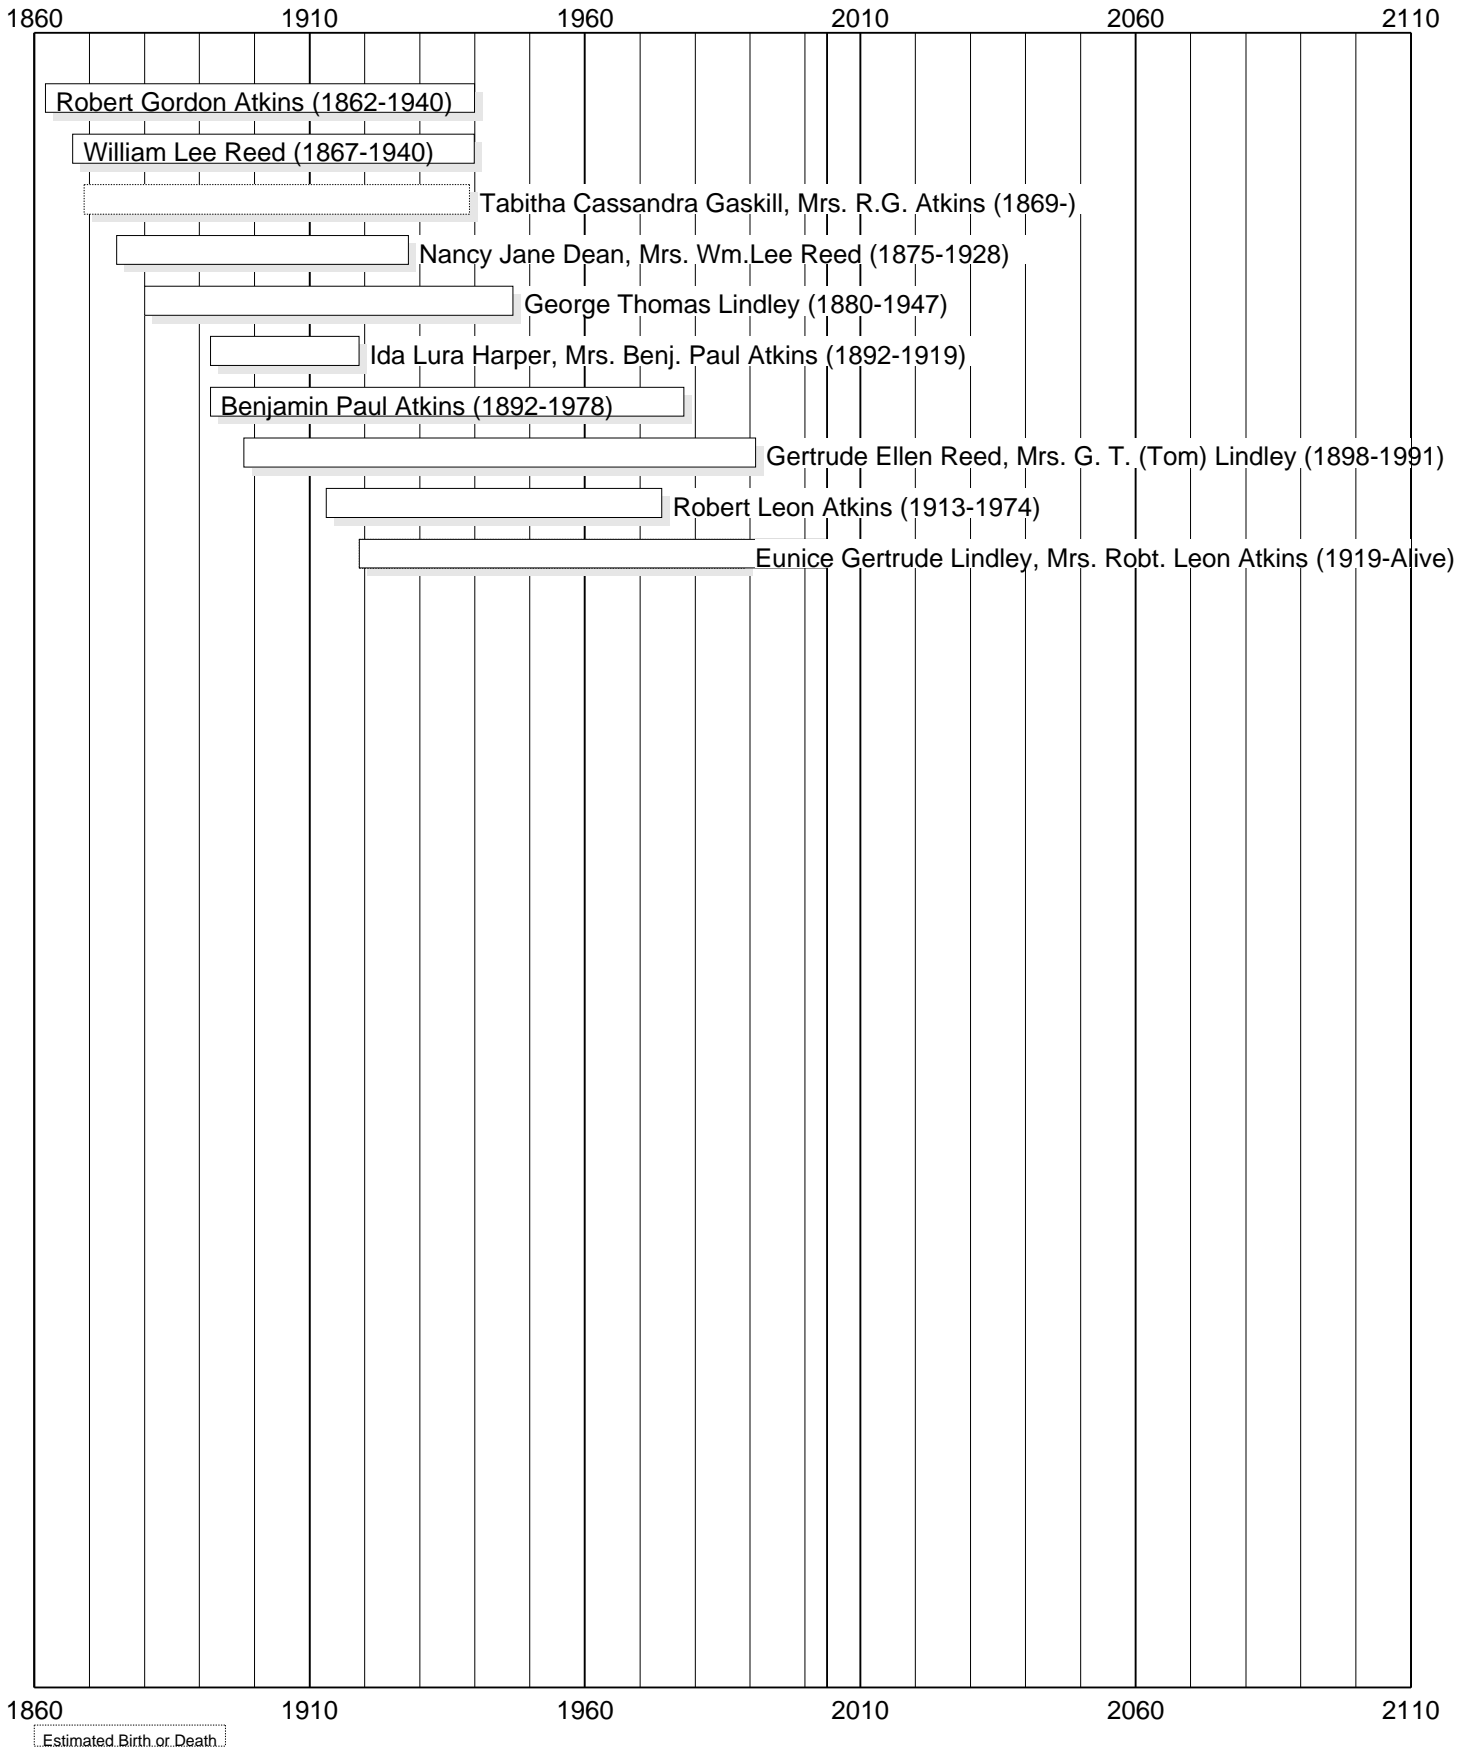 1860 1910 1960 2010 2060 2110
Robert Gordon Atkins (1862-1940)
William Lee Reed (1867-1940)
Tabitha Cassandra Gaskill, Mrs. R.G. Atkins (1869-)
Nancy Jane Dean, Mrs. Wm.Lee Reed (1875-1928)
George Thomas Lindley (1880-1947)
Ida Lura Harper, Mrs. Benj. Paul Atkins (1892-1919)
Benjamin Paul Atkins (1892-1978)
Gertrude Ellen Reed, Mrs. G. T. (Tom) Lindley (1898-1991)
Robert Leon Atkins (1913-1974)
Eunice Gertrude Lindley, Mrs. Robt. Leon Atkins (1919-Alive)
1860 1910 1960 2010 2060 2110
Estimated Birth or Death